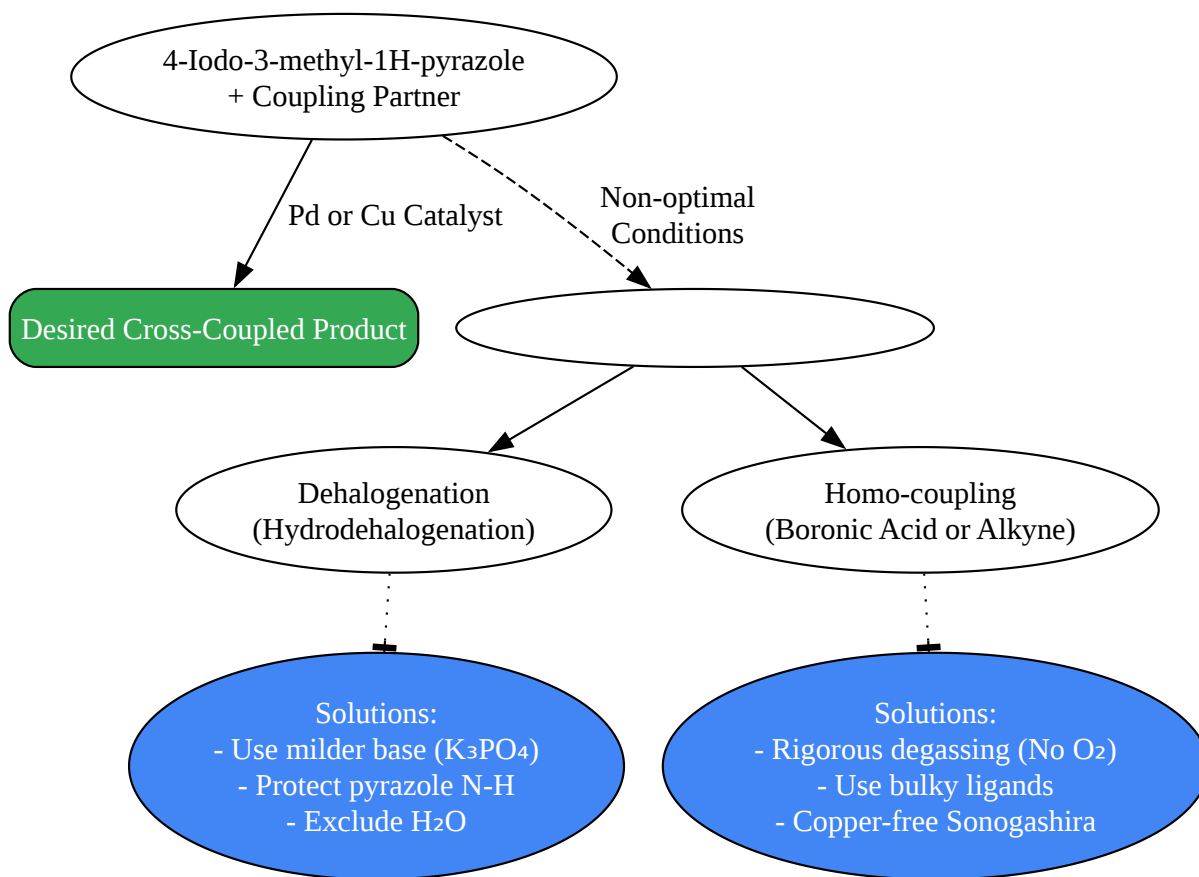 4-Iodo-3-methyl-1H-pyrazole
+ Coupling Partner
Pd or Cu Catalyst
Non-optimal
Conditions
Desired Cross-Coupled Product
Dehalogenation
(Hydrodehalogenation)
Homo-coupling
(Boronic Acid or Alkyne)
Solutions:
- Use milder base (K₃PO₄)
- Protect pyrazole N-H
- Exclude H₂O
Solutions:
- Rigorous degassing (No O₂)
- Use bulky ligands
- Copper-free Sonogashira